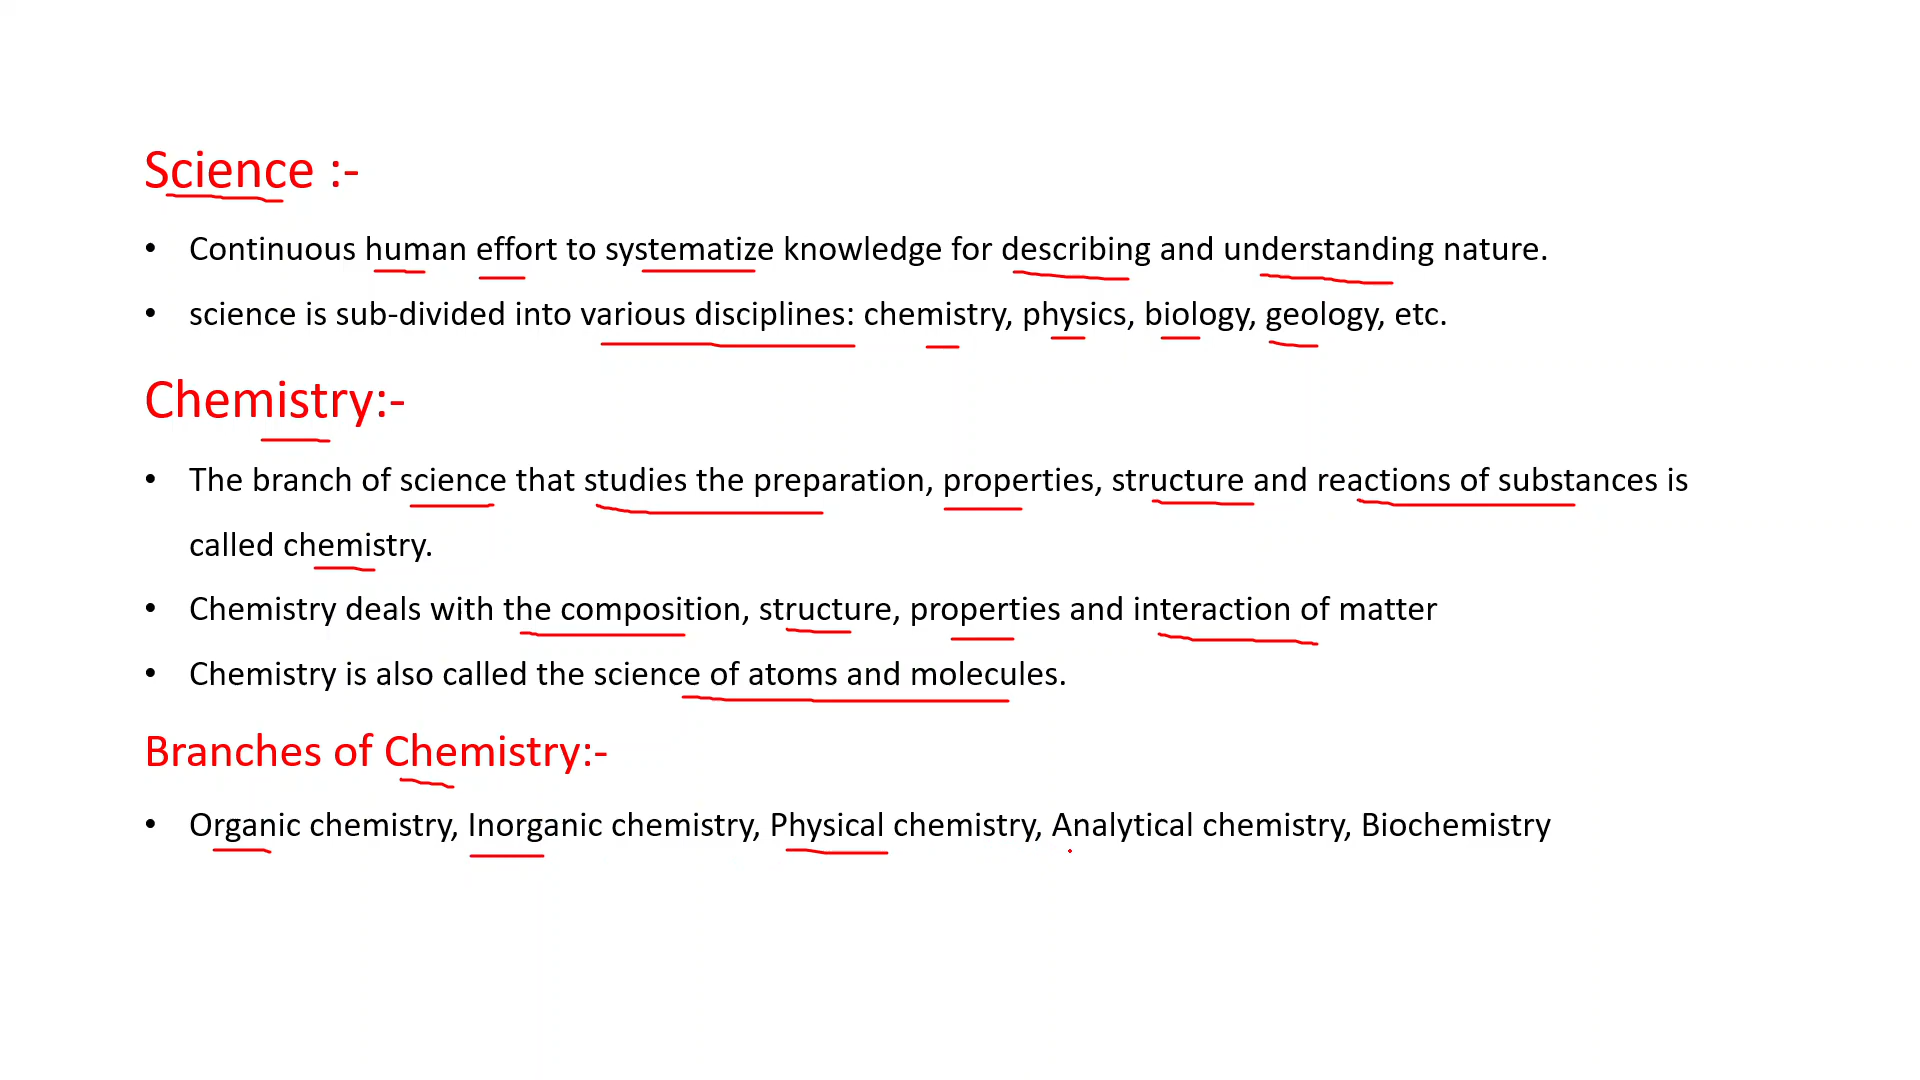 Science :-
• Continuous human effort to systematize knowledge for describing and understanding nature.
• science is sub-divided into various disciplines: chemistry, physics, biology, geology, etc.
Chemistry:-
• The branch of science that studies the preparation, properties, structure and reactions of substances is
called chemistry.
• Chemistry deals with the composition, structure, properties and interaction of matter
• Chemistry is also called the science of atoms and molecules.
Branches of Chemistry:-
• Organic chemistry, Inorganic chemistry, Physical chemistry, Analytical chemistry, Biochemistry